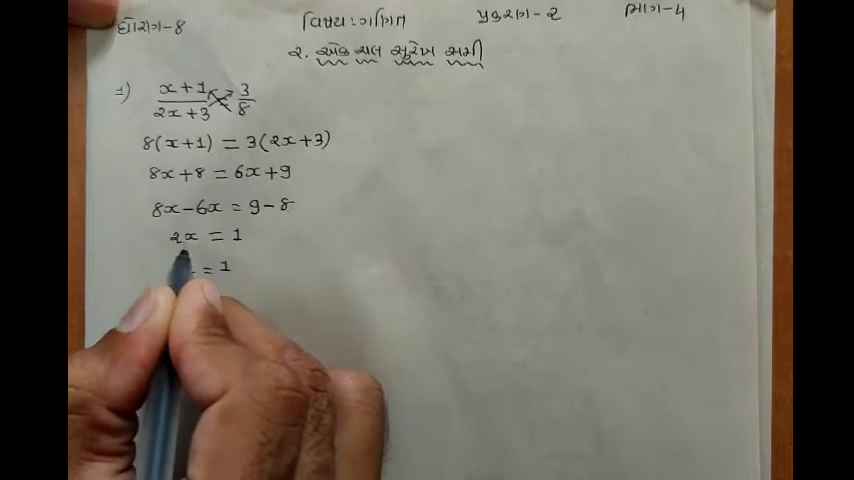 ધોરણ-8 વિષય:ગણિત પ્રકરણ-2 ભાગ-4
2. એક ચલ સુરેખ સમી
1) x+1/2x+3 = 3/8
8(x+1) = 3(2x+3)
8x+8 = 6x+9
8x-6x = 9-8
2x = 1
= 1